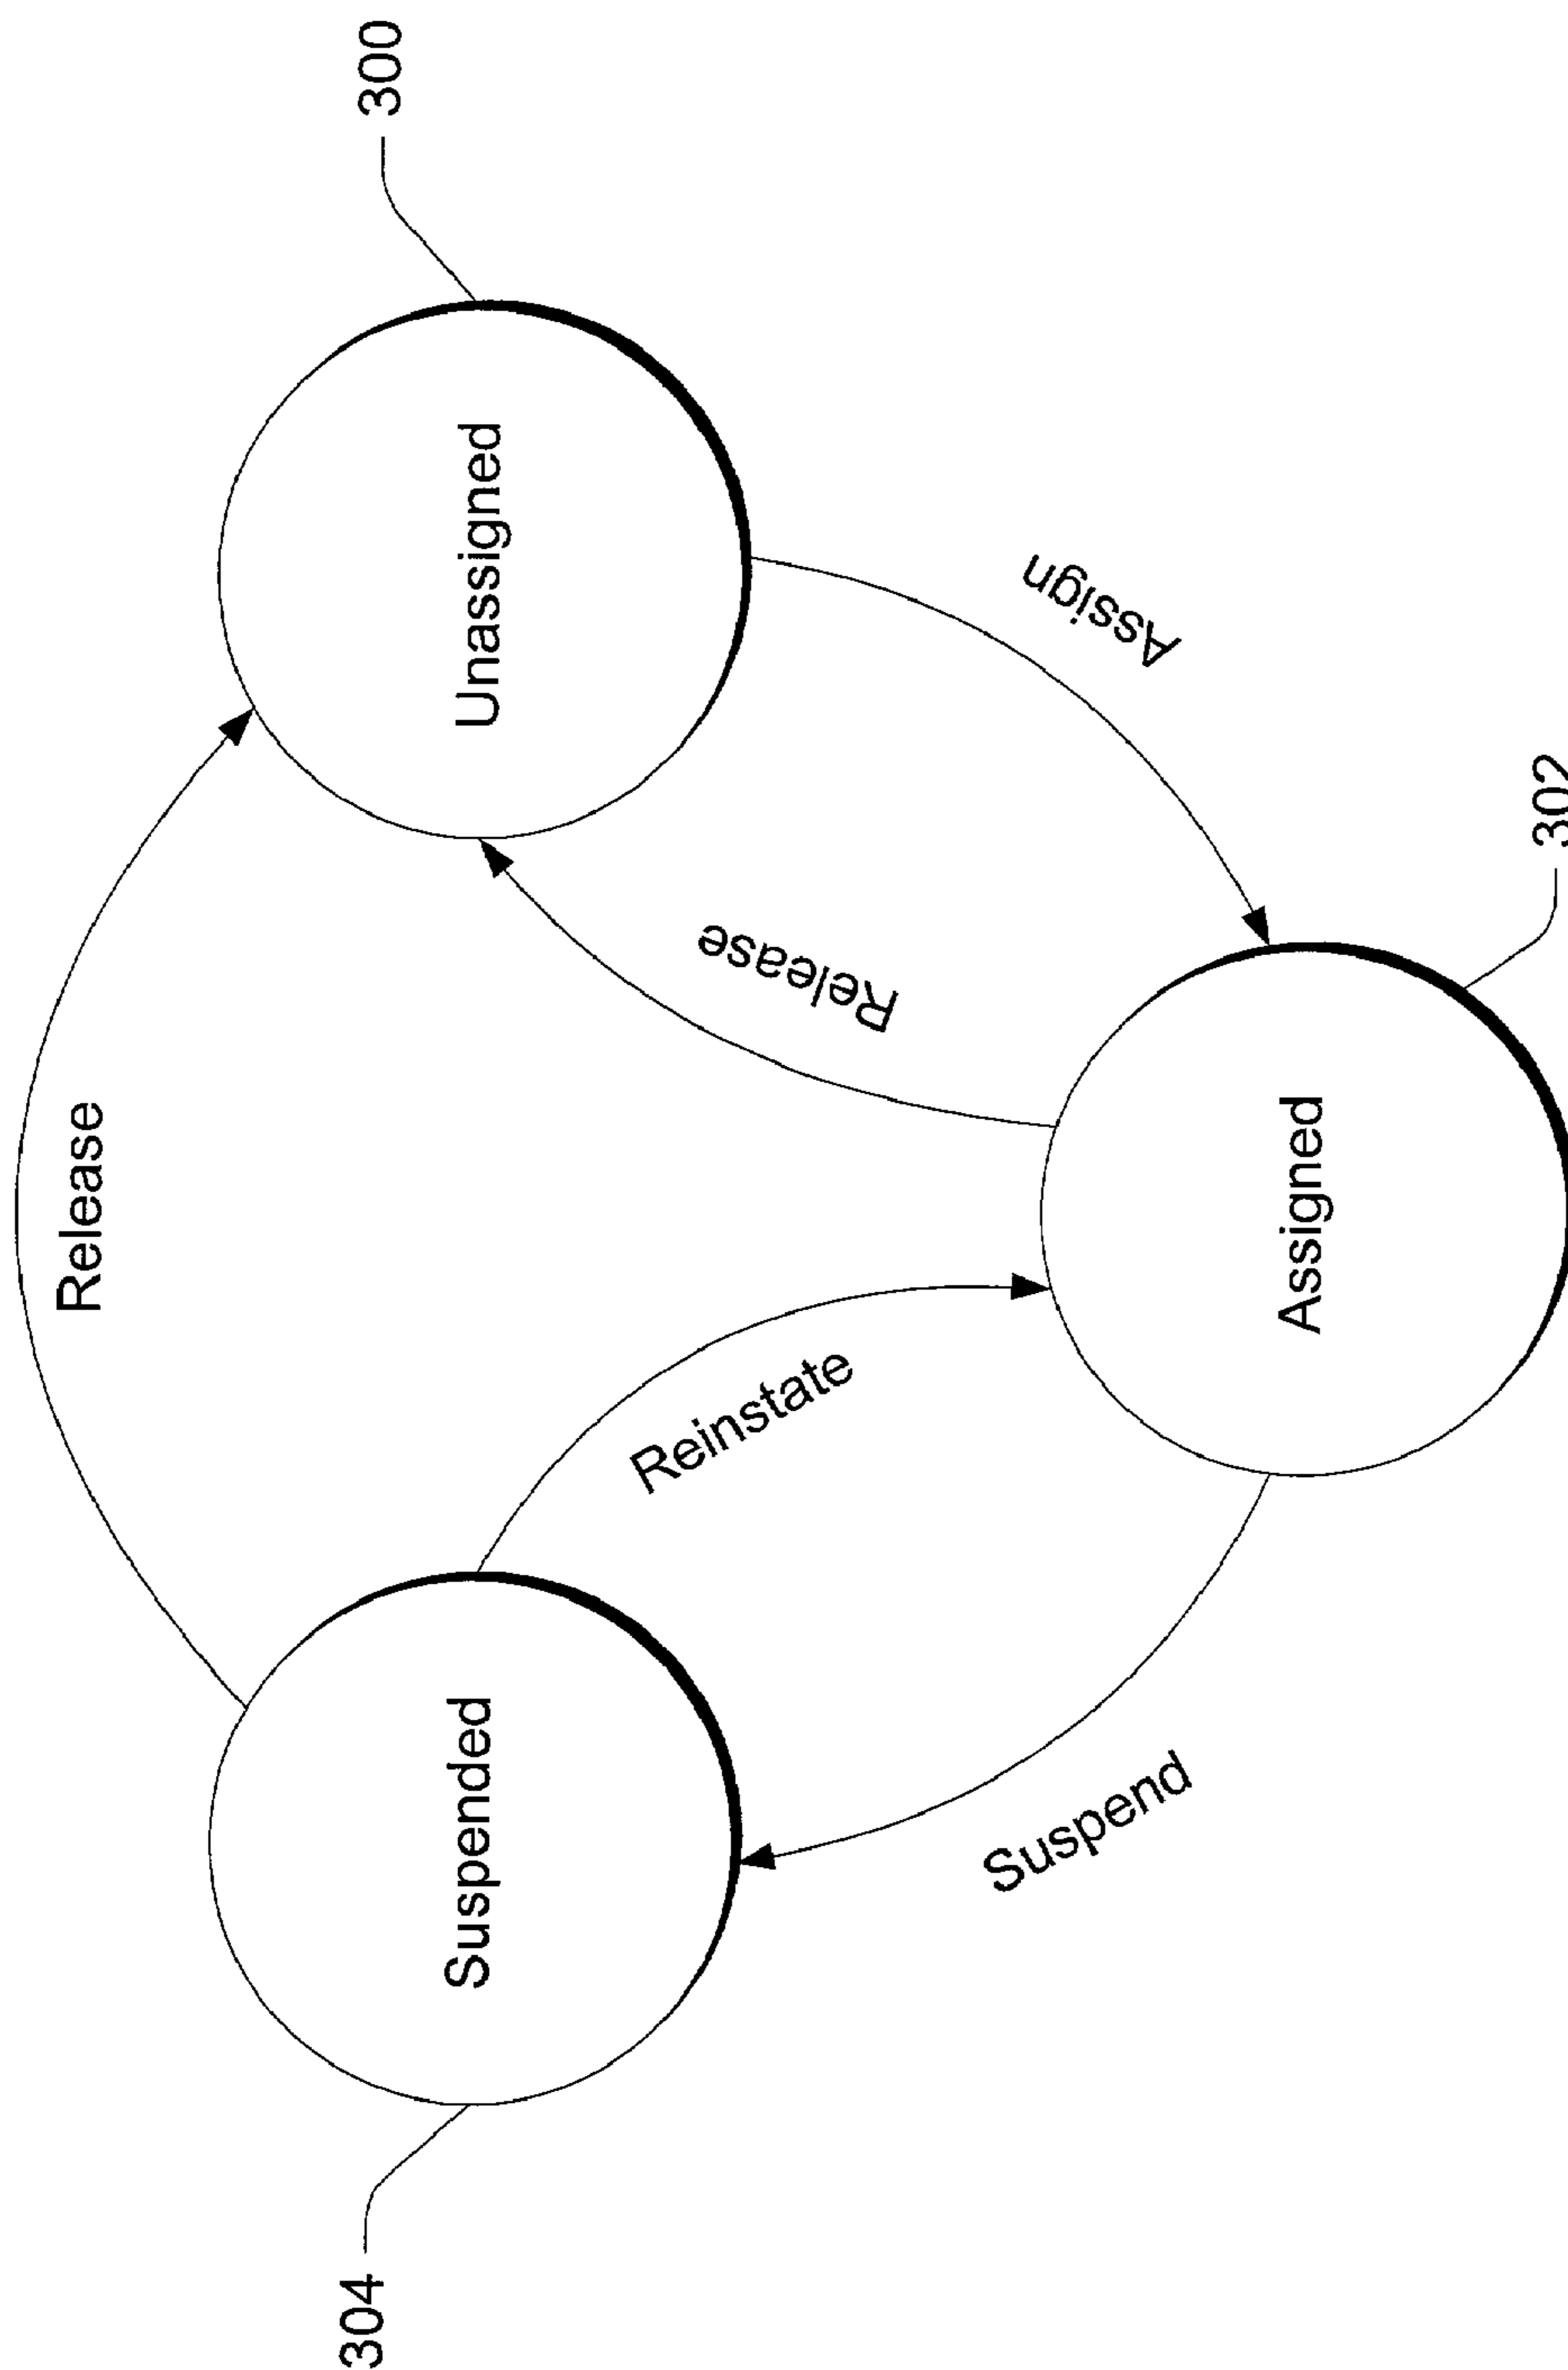 Release
304
Suspended
Unassigned
300
Reinstate
Release
Suspend
Assign
Assigned
302